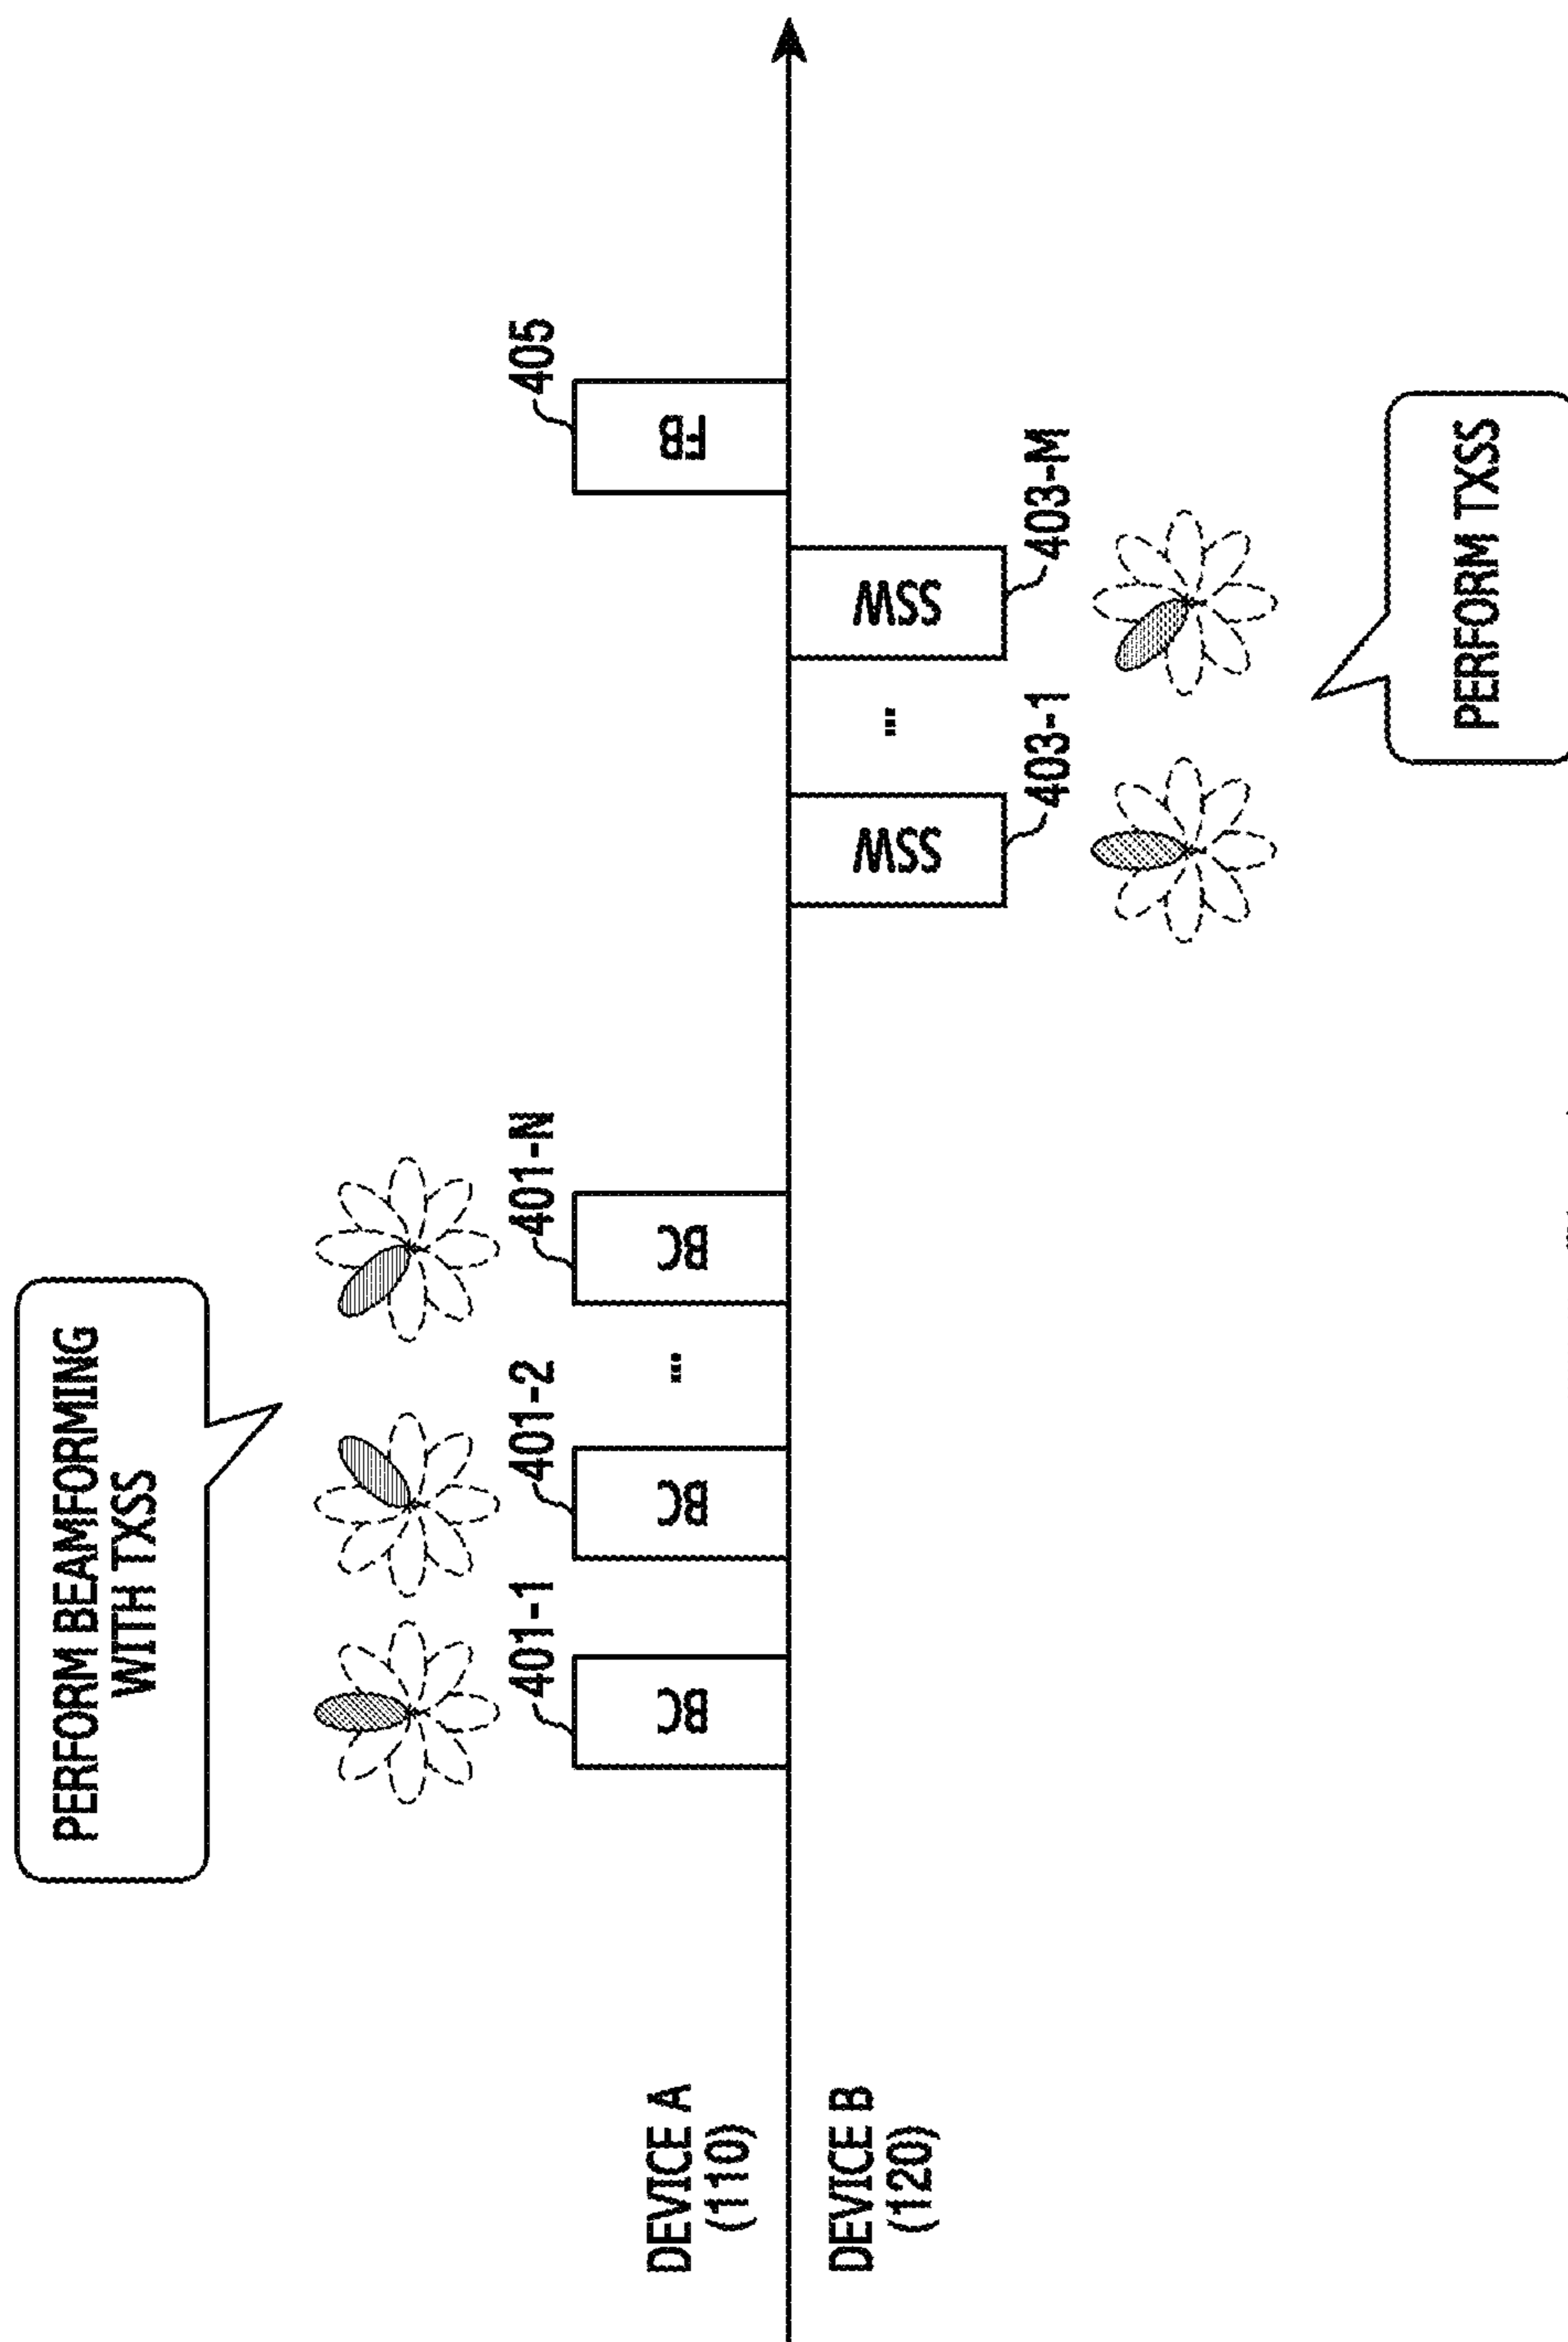 PERFORM BEAMFORMING
WITH TXSS
401-1
401-2
401-N
405
BC
BC
...
BC
FB
DEVICE A
(110)
DEVICE B
(120)
SSW
...
SSW
403-1
403-M
PERFORM TXSS